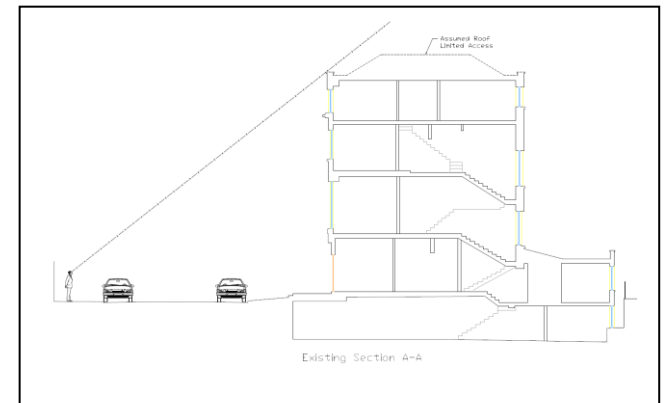 Assumed Roof
Limited Access
Existing Section A-A